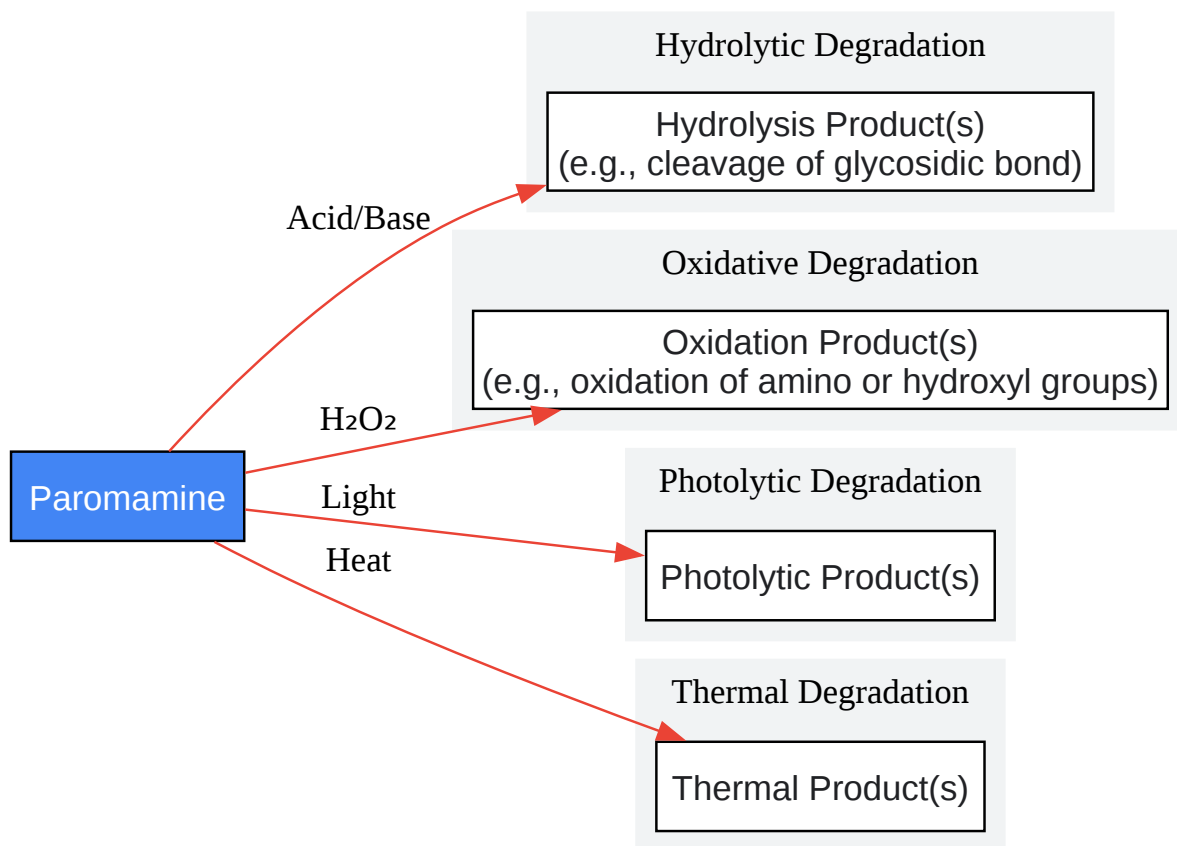 Hydrolytic Degradation
Hydrolysis Product(s)
(e.g., cleavage of glycosidic bond)
Acid/Base
Oxidative Degradation
Oxidation Product(s)
(e.g., oxidation of amino or hydroxyl groups)
H₂O₂
Paromamine
Light
Photolytic Degradation
Photolytic Product(s)
Heat
Thermal Degradation
Thermal Product(s)